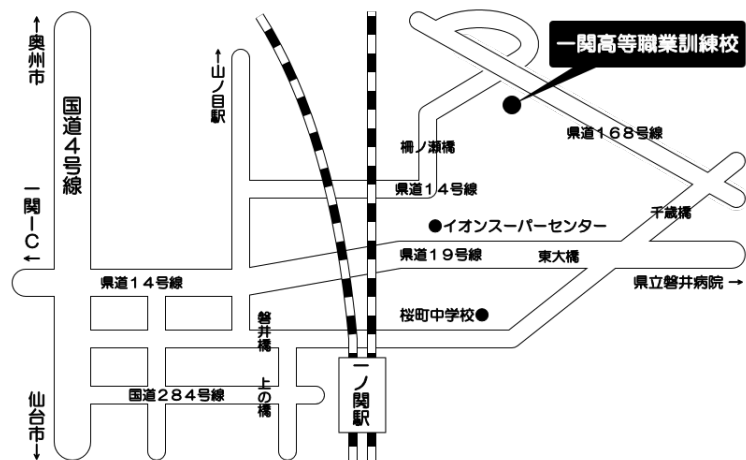 ↑奥州市
国道4号線
一関IC←
仙台市↓
↑山ノ目駅
一関高等職業訓練校
県道168号線
柵ノ瀬橋
県道14号線
千歳橋
●イオンスーパーセンター
県道19号線
東大橋
県道14号線
県立磐井病院→
桜町中学校●
磐井橋
上の橋
国道284号線
一ノ関駅